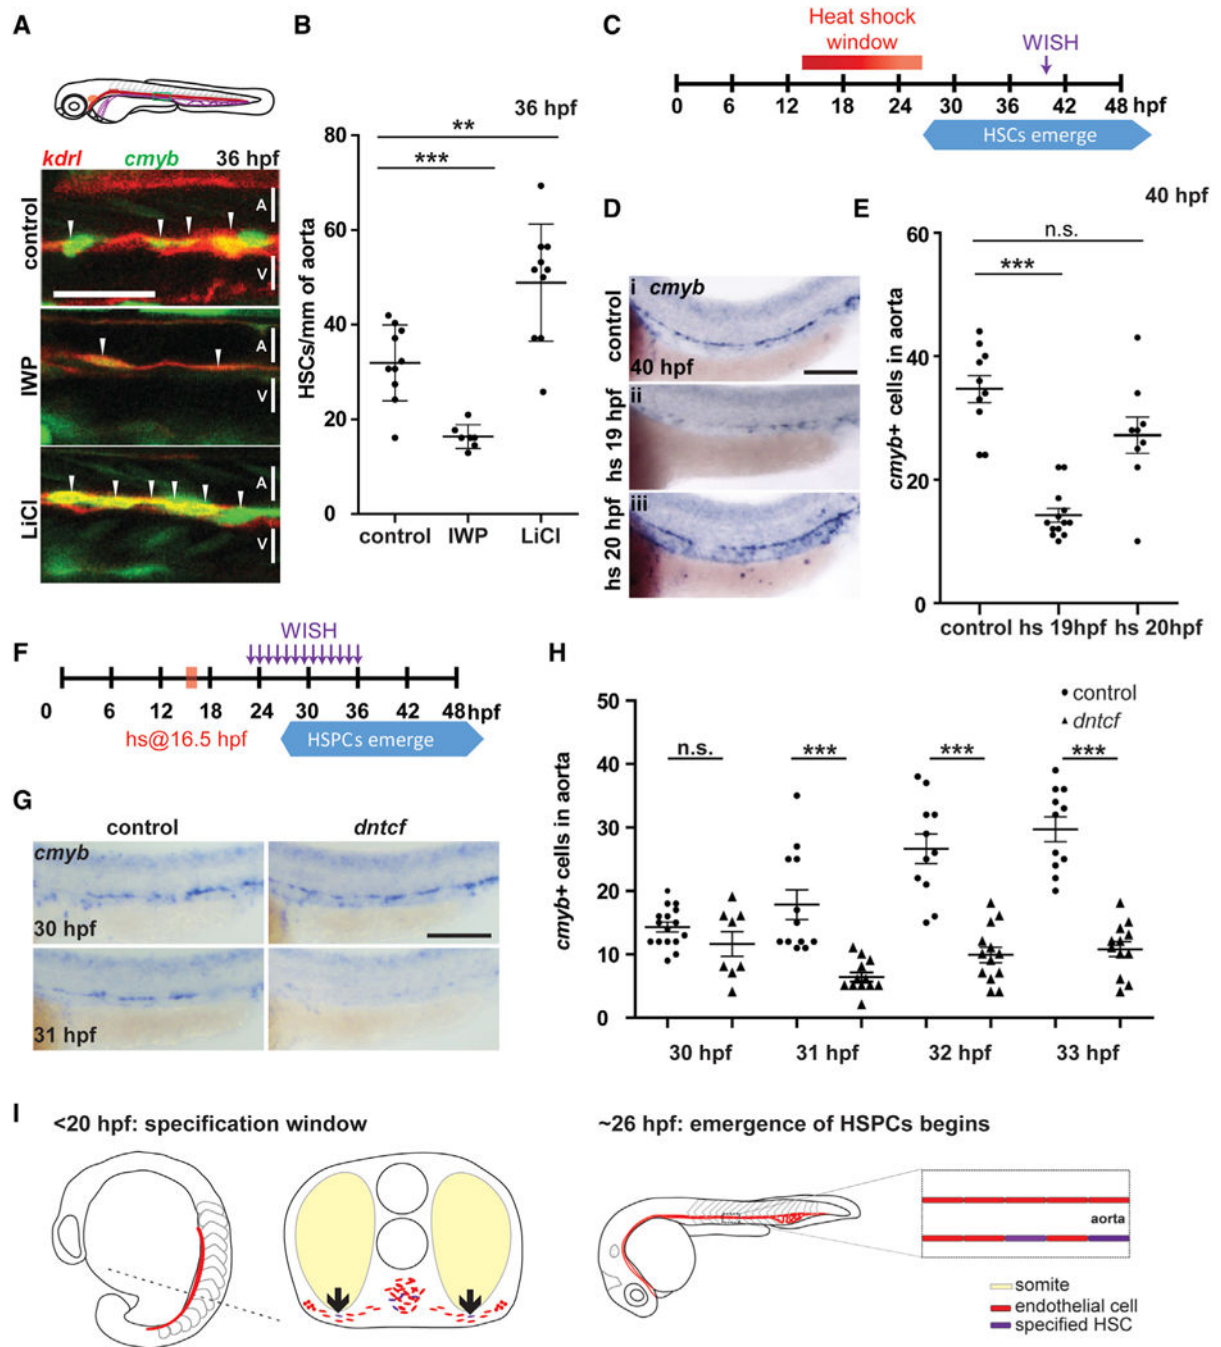 A
kdrl cmyb 36 hpf
control
A
V
IWP
A
V
LiCl
A
V
B
36 hpf
HSCs/mm of aorta
80
60
40
20
0
**
***
control IWP LiCl
C
Heat shock
window
WISH
0 6 12 18 24 30 36 42 48 hpf
HSCs emerge
D
i cmyb
control
40 hpf
ii
hs 19 hpf
iii
hs 20 hpf
E
40 hpf
cmyb+ cells in aorta
60
40
20
0
n.s.
***
control hs 19hpf hs 20hpf
F
WISH
0 6 12 18 24 30 36 42 48 hpf
hs@16.5 hpf
HSPCs emerge
G
control dntcf
cmyb
30 hpf
31 hpf
H
cmyb+ cells in aorta
50
40
30
20
10
0
control
dntcf
n.s. *** *** ***
30 hpf 31 hpf 32 hpf 33 hpf
I
<20 hpf: specification window
~26 hpf: emergence of HSPCs begins
aorta
somite
endothelial cell
specified HSC